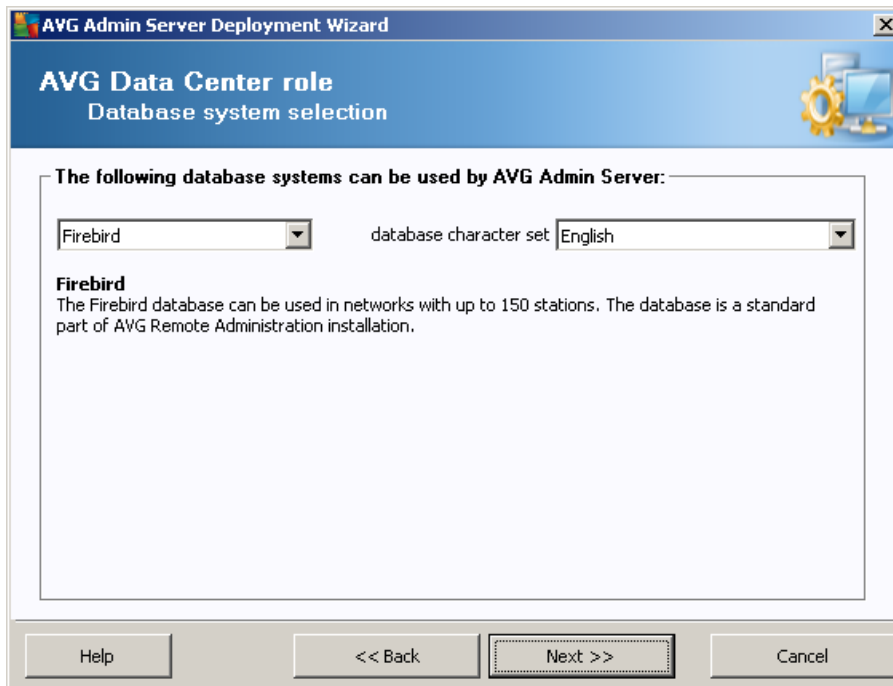 AVG Admin Server Deployment Wizard
AVG Data Center role
Database system selection
The following database systems can be used by AVG Admin Server:
Firebird database character set English
Firebird
The Firebird database can be used in networks with up to 150 stations. The database is a standard
part of AVG Remote Administration installation.
Help << Back Next >> Cancel